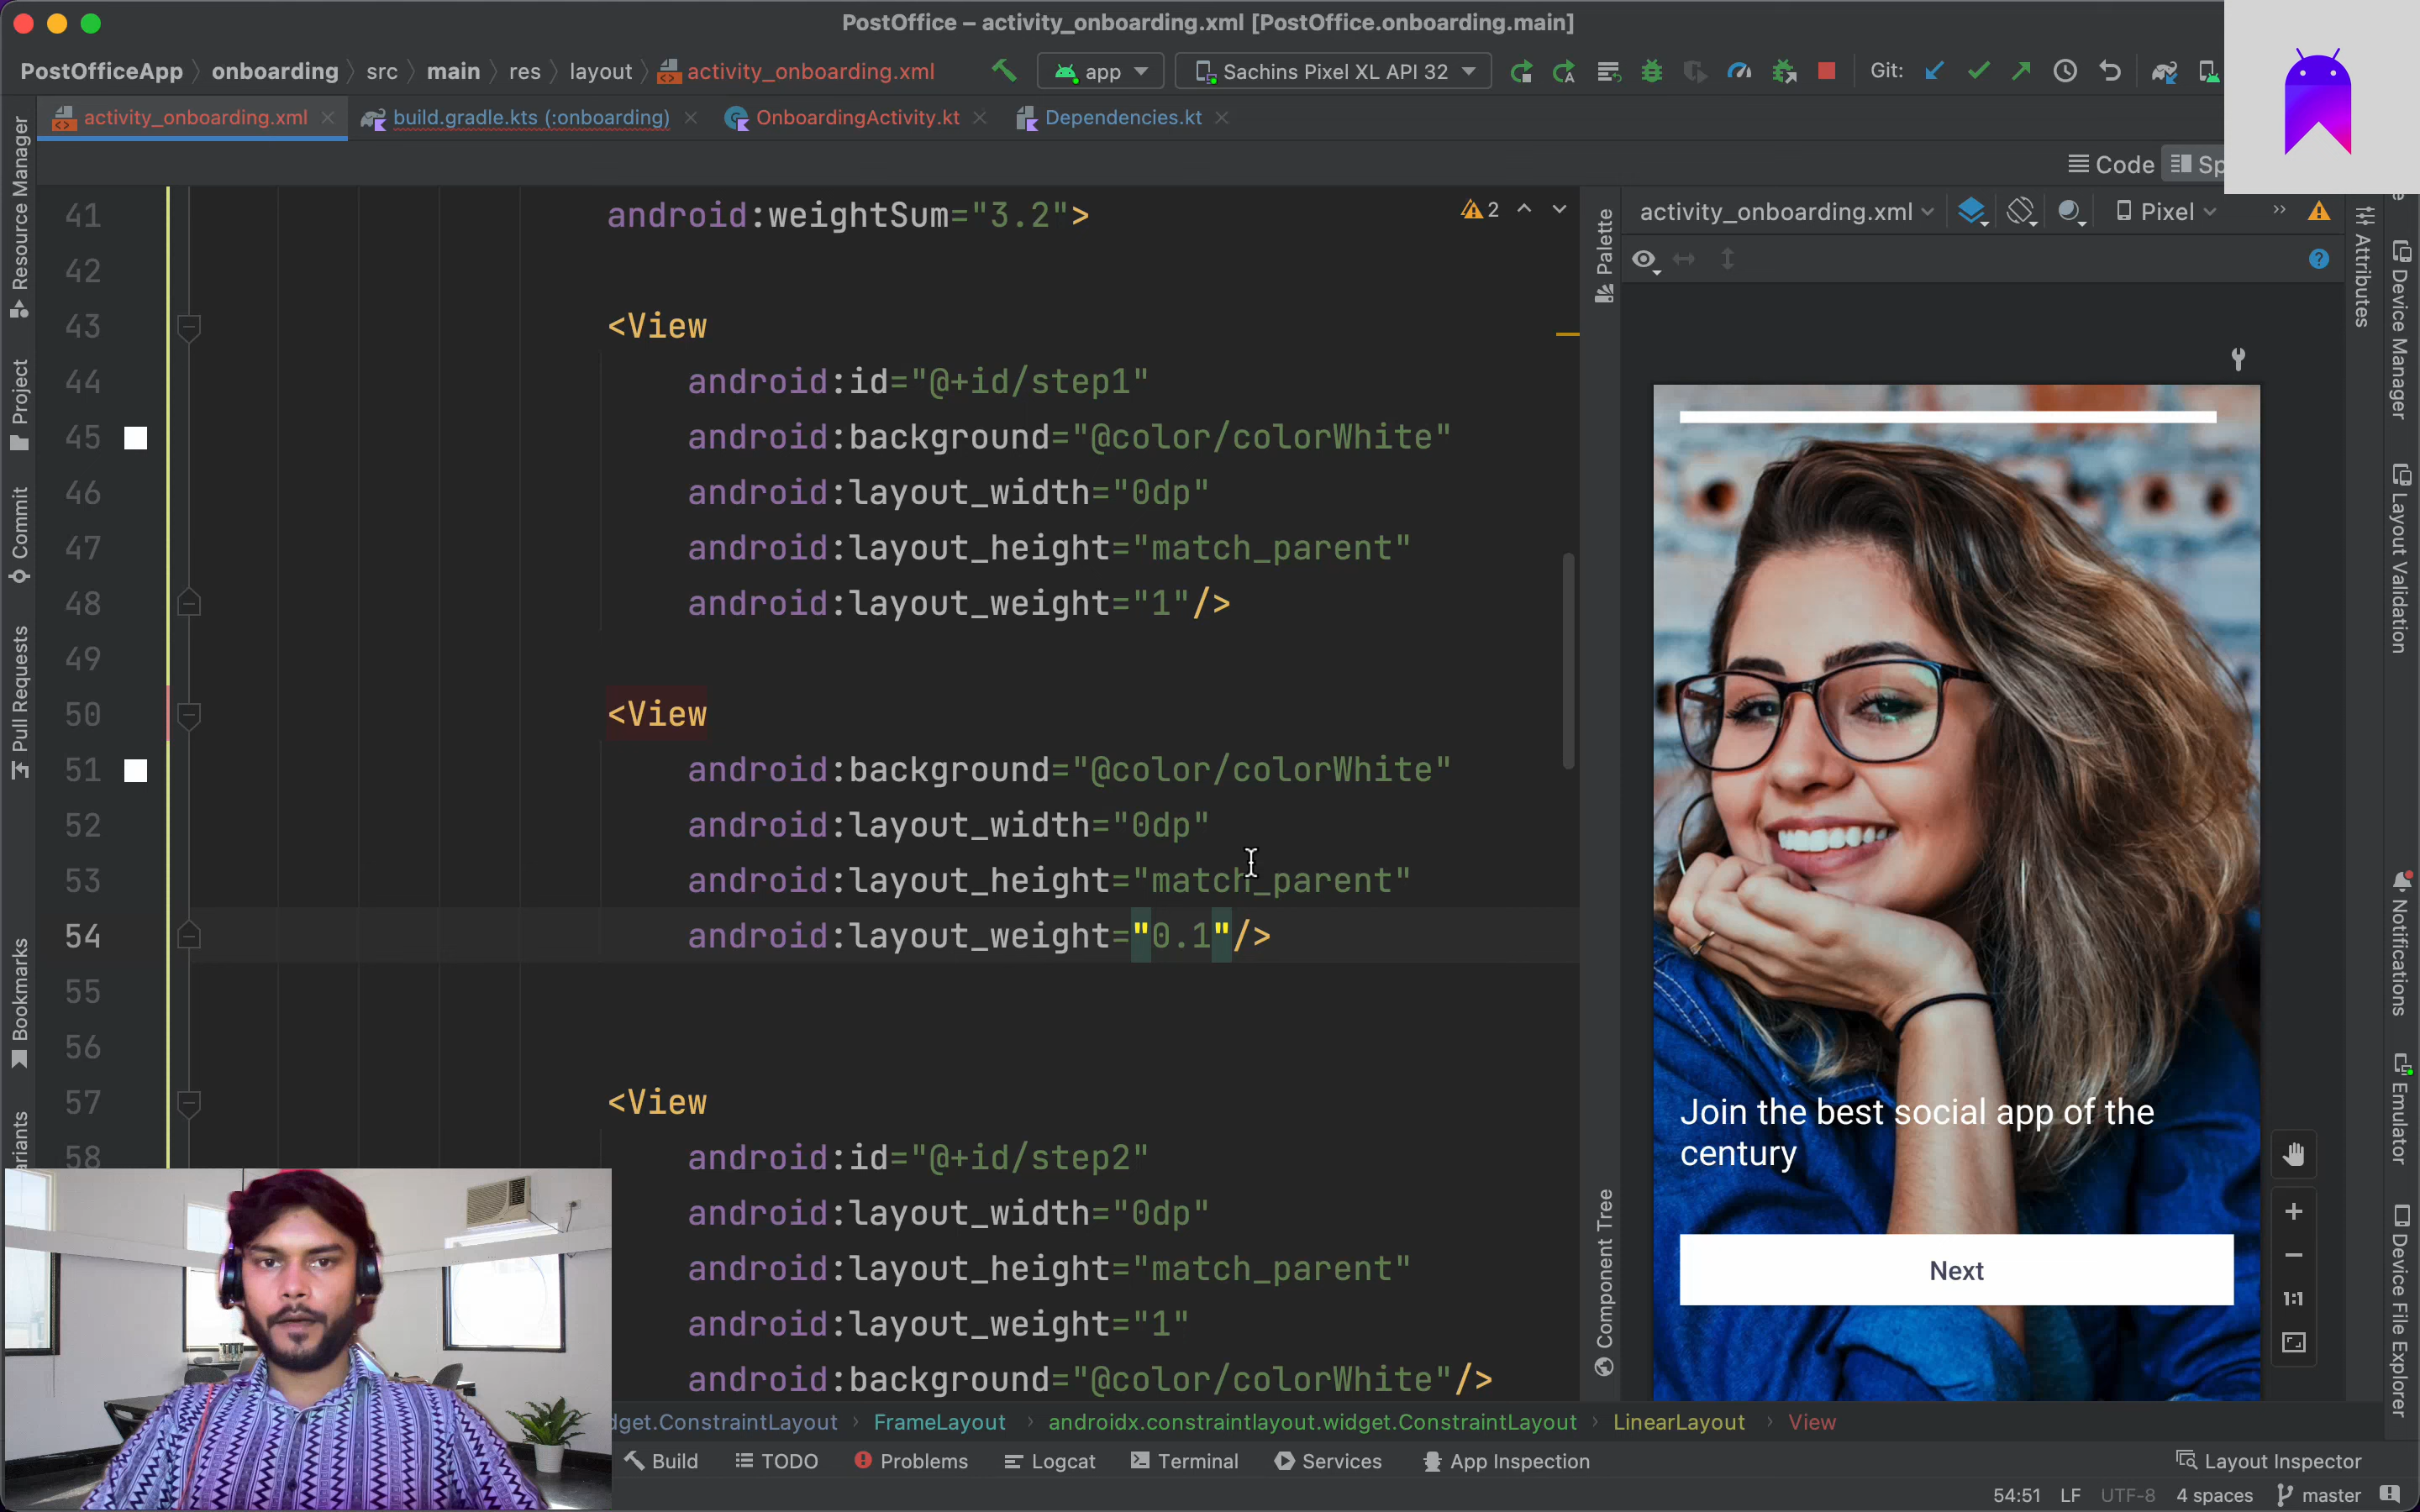 PostOffice – activity_onboarding.xml [PostOffice.onboarding.main]
PostOfficeApp onboarding src main res layout activity_onboarding.xml app Sachins Pixel XL API 32 Git:
activity_onboarding.xml build.gradle.kts (:onboarding) OnboardingActivity.kt Dependencies.kt
Code Sp
activity_onboarding.xml Pixel
41 android:weightSum="3.2">
2
42
43 <View
44 android:id="@+id/step1"
45 android:background="@color/colorWhite"
46 android:layout_width="0dp"
47 android:layout_height="match_parent"
48 android:layout_weight="1"/>
49
50 <View
51 android:background="@color/colorWhite"
52 android:layout_width="0dp"
53 android:layout_height="match_parent"
54 android:layout_weight="0.1"/>
55
56
57 <View
58 android:id="@+id/step2"
android:layout_width="0dp"
android:layout_height="match_parent"
android:layout_weight="1"
android:background="@color/colorWhite"/>
Resource Manager
Project
Commit
Pull Requests
Bookmarks
ariants
Palette
Component Tree
Join the best social app of the
century
Next
1:1
Attributes
Device Manager
Layout Validation
Notifications
Emulator
Device File Explorer
dget.ConstraintLayout FrameLayout androidx.constraintlayout.widget.ConstraintLayout LinearLayout View
Build TODO Problems Logcat Terminal Services App Inspection Layout Inspector
54:51 LF UTF-8 4 spaces master